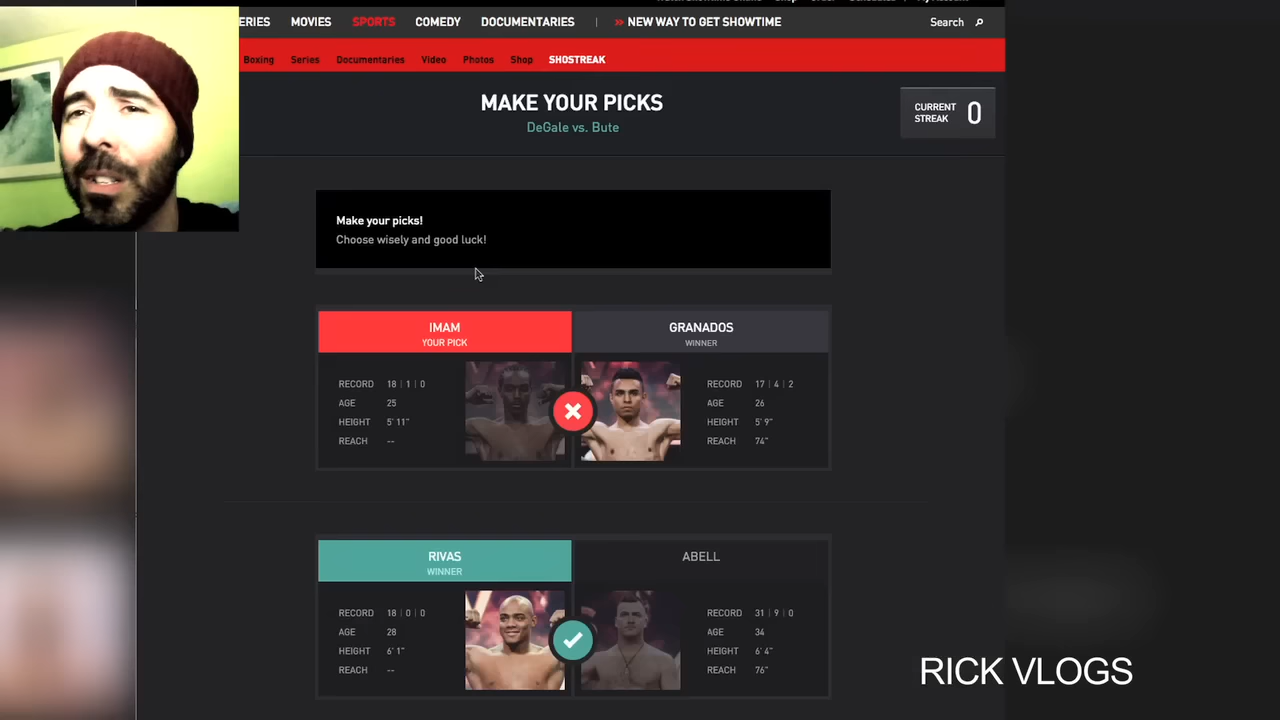 ERIES MOVIES SPORTS COMEDY DOCUMENTARIES | » NEW WAY TO GET SHOWTIME Search
Boxing Series Documentaries Video Photos Shop SHOSTREAK
MAKE YOUR PICKS
DeGale vs. Bute
CURRENT STREAK 0
Make your picks!
Choose wisely and good luck!
IMAM
YOUR PICK
RECORD 18 | 1 | 0
AGE 25
HEIGHT 5' 11"
REACH --
GRANADOS
WINNER
RECORD 17 | 4 | 2
AGE 26
HEIGHT 5' 9"
REACH 74"
RIVAS
WINNER
RECORD 18 | 0 | 0
AGE 28
HEIGHT 6' 1"
REACH --
ABELL
RECORD 31 | 9 | 0
AGE 34
HEIGHT 6' 4"
REACH 76"
RICK VLOGS